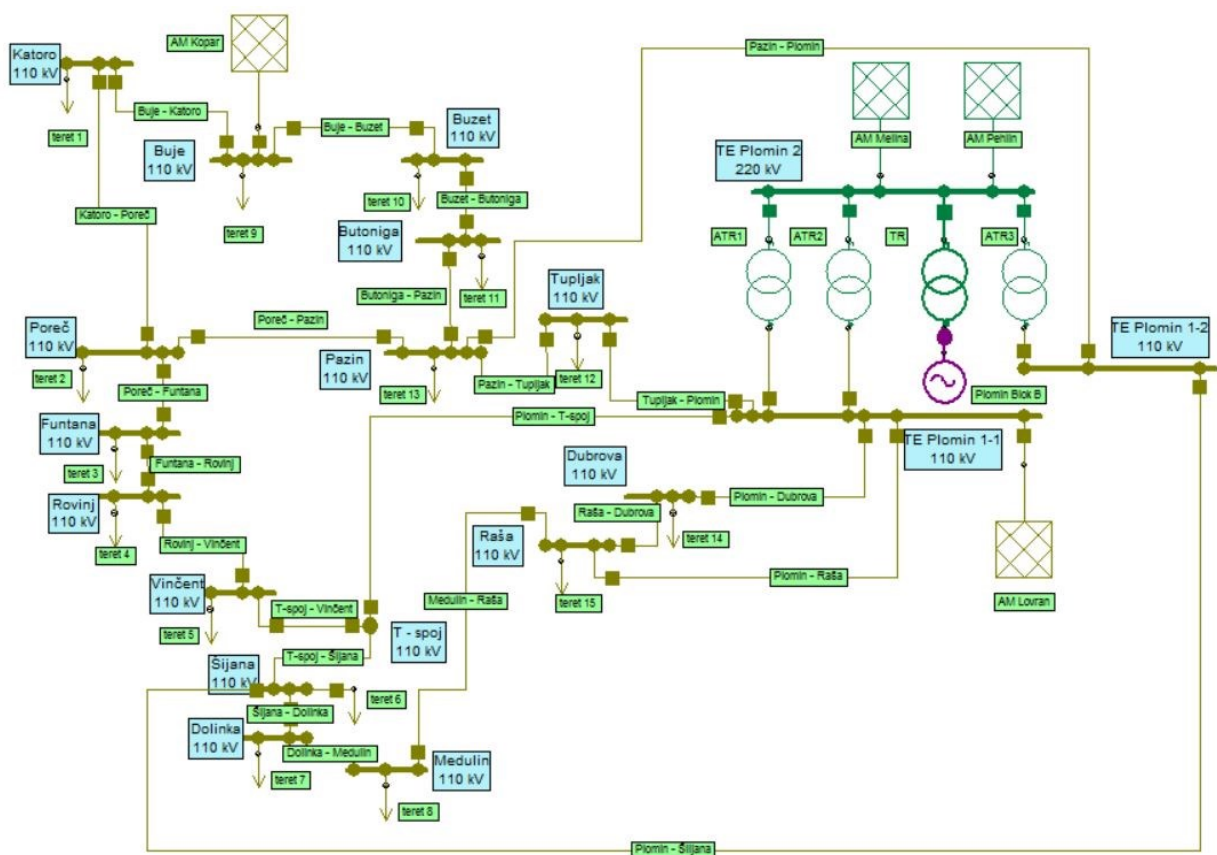 AM Kopar
Katoro
110 kV
Pazin - Plomin
AM Melina
AM Pehlin
teret 1
Buje - Katoro
Buje - Buzet
Buzet
110 kV
Buje
110 kV
TE Plomin 2
220 kV
teret 10
Buzet - Butoniga
Katoro - Poreč
teret 9
Butoniga
110 kV
ATR1
ATR2
TR
ATR3
Tupljak
110 kV
teret 11
Butoniga - Pazin
Poreč - Pazin
Poreč
110 kV
TE Plomin 1-2
110 kV
Pazin
110 kV
teret 2
teret 13
Pazin - Tupljak
teret 12
Plomin Blok B
Poreč - Funtana
Tupljak - Plomin
Plomin - T-spoj
Funtana
110 kV
TE Plomin 1-1
110 kV
teret 3
Funtana - Rovinj
Dubrova
110 kV
Rovinj
110 kV
Plomin - Dubrova
Raša - Dubrova
teret 4
Rovinj - Vinčent
Raša
110 kV
teret 14
Vinčent
110 kV
Plomin - Raša
T-spoj - Vinčent
Medulin - Raša
teret 15
AM Lovran
teret 5
T - spoj
110 kV
T-spoj - Šijana
Šijana
110 kV
teret 6
Šijana - Dolinka
Dolinka
110 kV
Dolinka - Medulin
Medulin
110 kV
teret 7
teret 8
Plomin - Šiljana